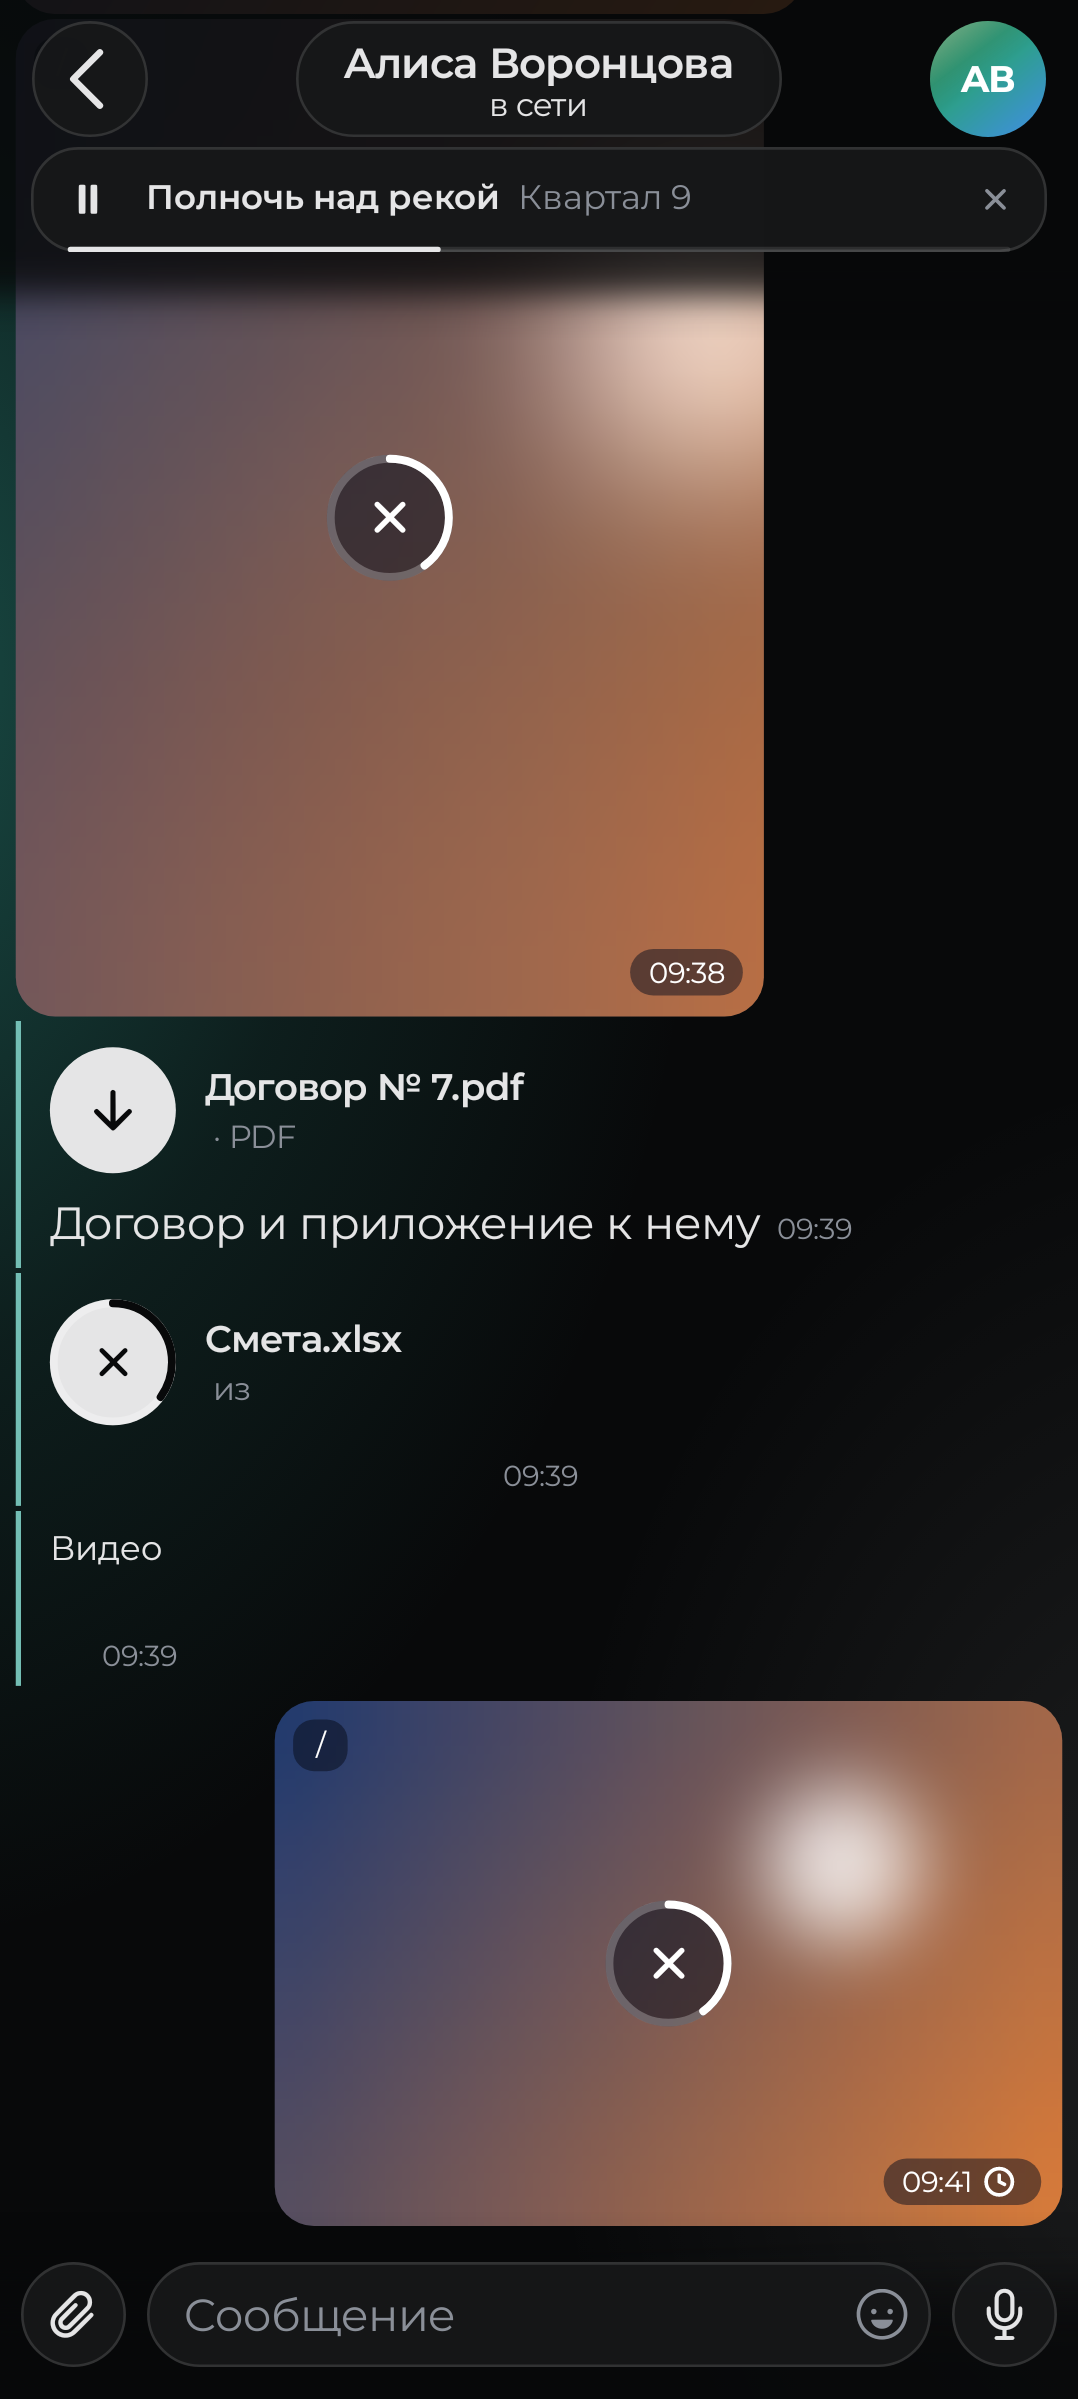 Алиса Воронцова
в сети
АВ
Полночь над рекой Квартал 9
09:38
Договор № 7.pdf
· PDF
Договор и приложение к нему 09:39
Смета.xlsx
из
09:39
Видео
09:39
/
09:41
Сообщение